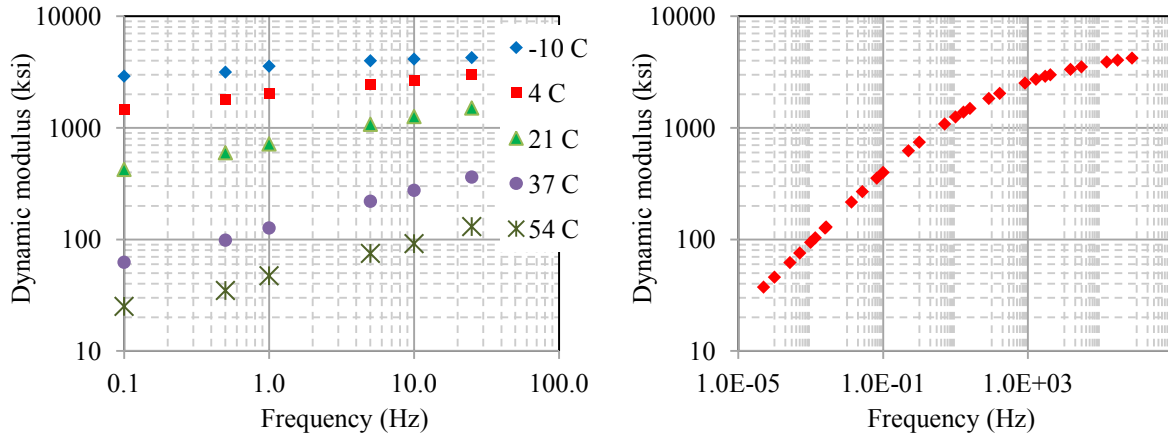 Dynamic modulus (ksi)
10000
1000
100
10
0.1
1.0
10.0
100.0
Frequency (Hz)
-10 C
4 C
21 C
37 C
54 C
Dynamic modulus (ksi)
10000
1000
100
10
1.0E-05
1.0E-01
1.0E+03
Frequency (Hz)